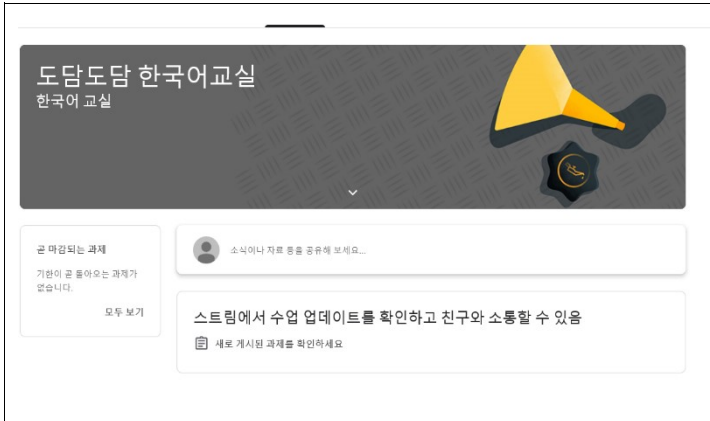 도담도담 한국어교실
한국어 교실
곧 마감되는 과제
기한이 곧 돌아오는 과제가
없습니다.
모두 보기
소식이나 자료 등을 공유해 보세요...
스트림에서 수업 업데이트를 확인하고 친구와 소통할 수 있음
새로 게시된 과제를 확인하세요